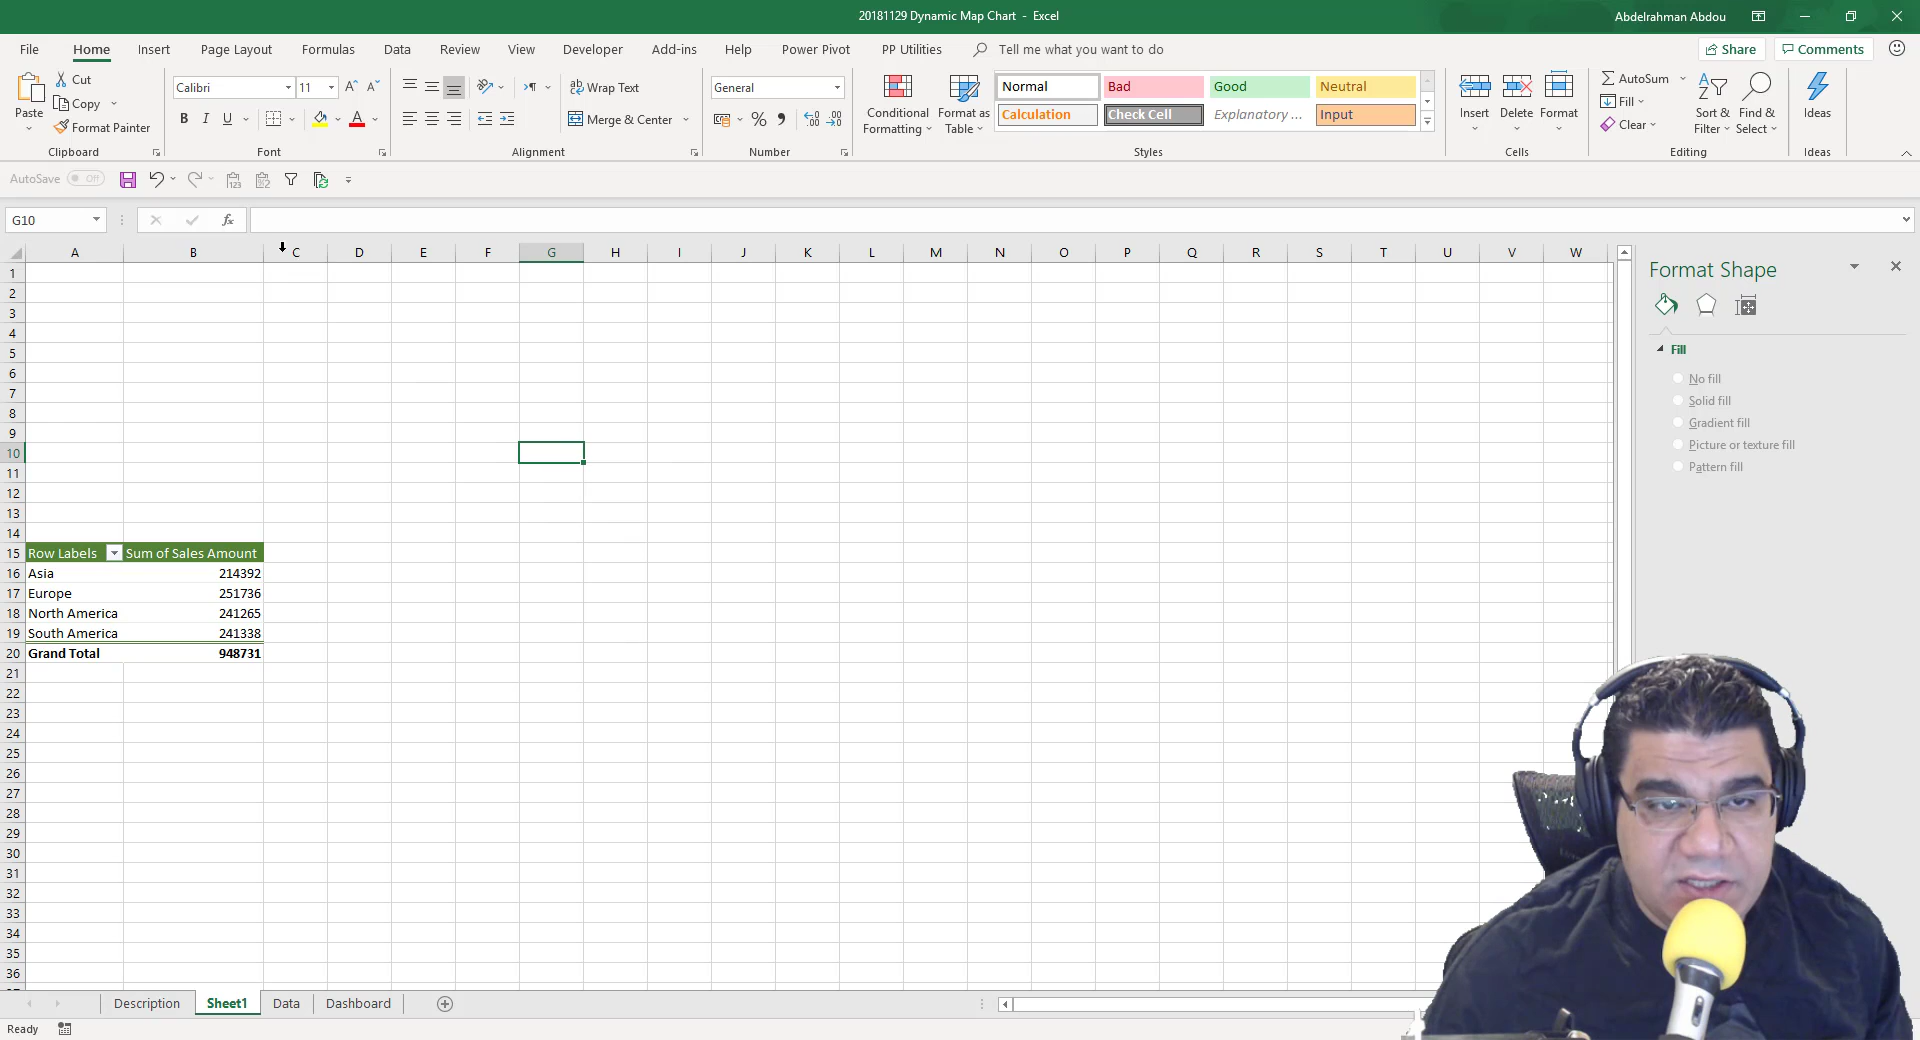 20181129 Dynamic Map Chart - Excel
Abdelrahman Abdou
File Home Insert Page Layout Formulas Data Review View Developer Add-ins Help Power Pivot PP Utilities Tell me what you want to do Share Comments
Paste
Cut
Copy
Format Painter
Clipboard
Calibri 11
B I U
Font
Wrap Text
Merge & Center
Alignment
General
Number
Conditional Formatting
Format as Table
Normal Bad Good Neutral
Calculation Check Cell Explanatory ... Input
Styles
Insert Delete Format
Cells
AutoSum
Fill
Clear
Sort & Filter
Find & Select
Editing
Ideas
Ideas
AutoSave Off
G10 fx
A B C D E F G H I J K L M N O P Q R S T U V W
1
2
3
4
5
6
7
8
9
10
11
12
13
14
15 Row Labels Sum of Sales Amount
16 Asia 214392
17 Europe 251736
18 North America 241265
19 South America 241338
20 Grand Total 948731
21
22
23
24
25
26
27
28
29
30
31
32
33
34
35
36
Format Shape
Fill
No fill
Solid fill
Gradient fill
Picture or texture fill
Pattern fill
Description Sheet1 Data Dashboard
Ready